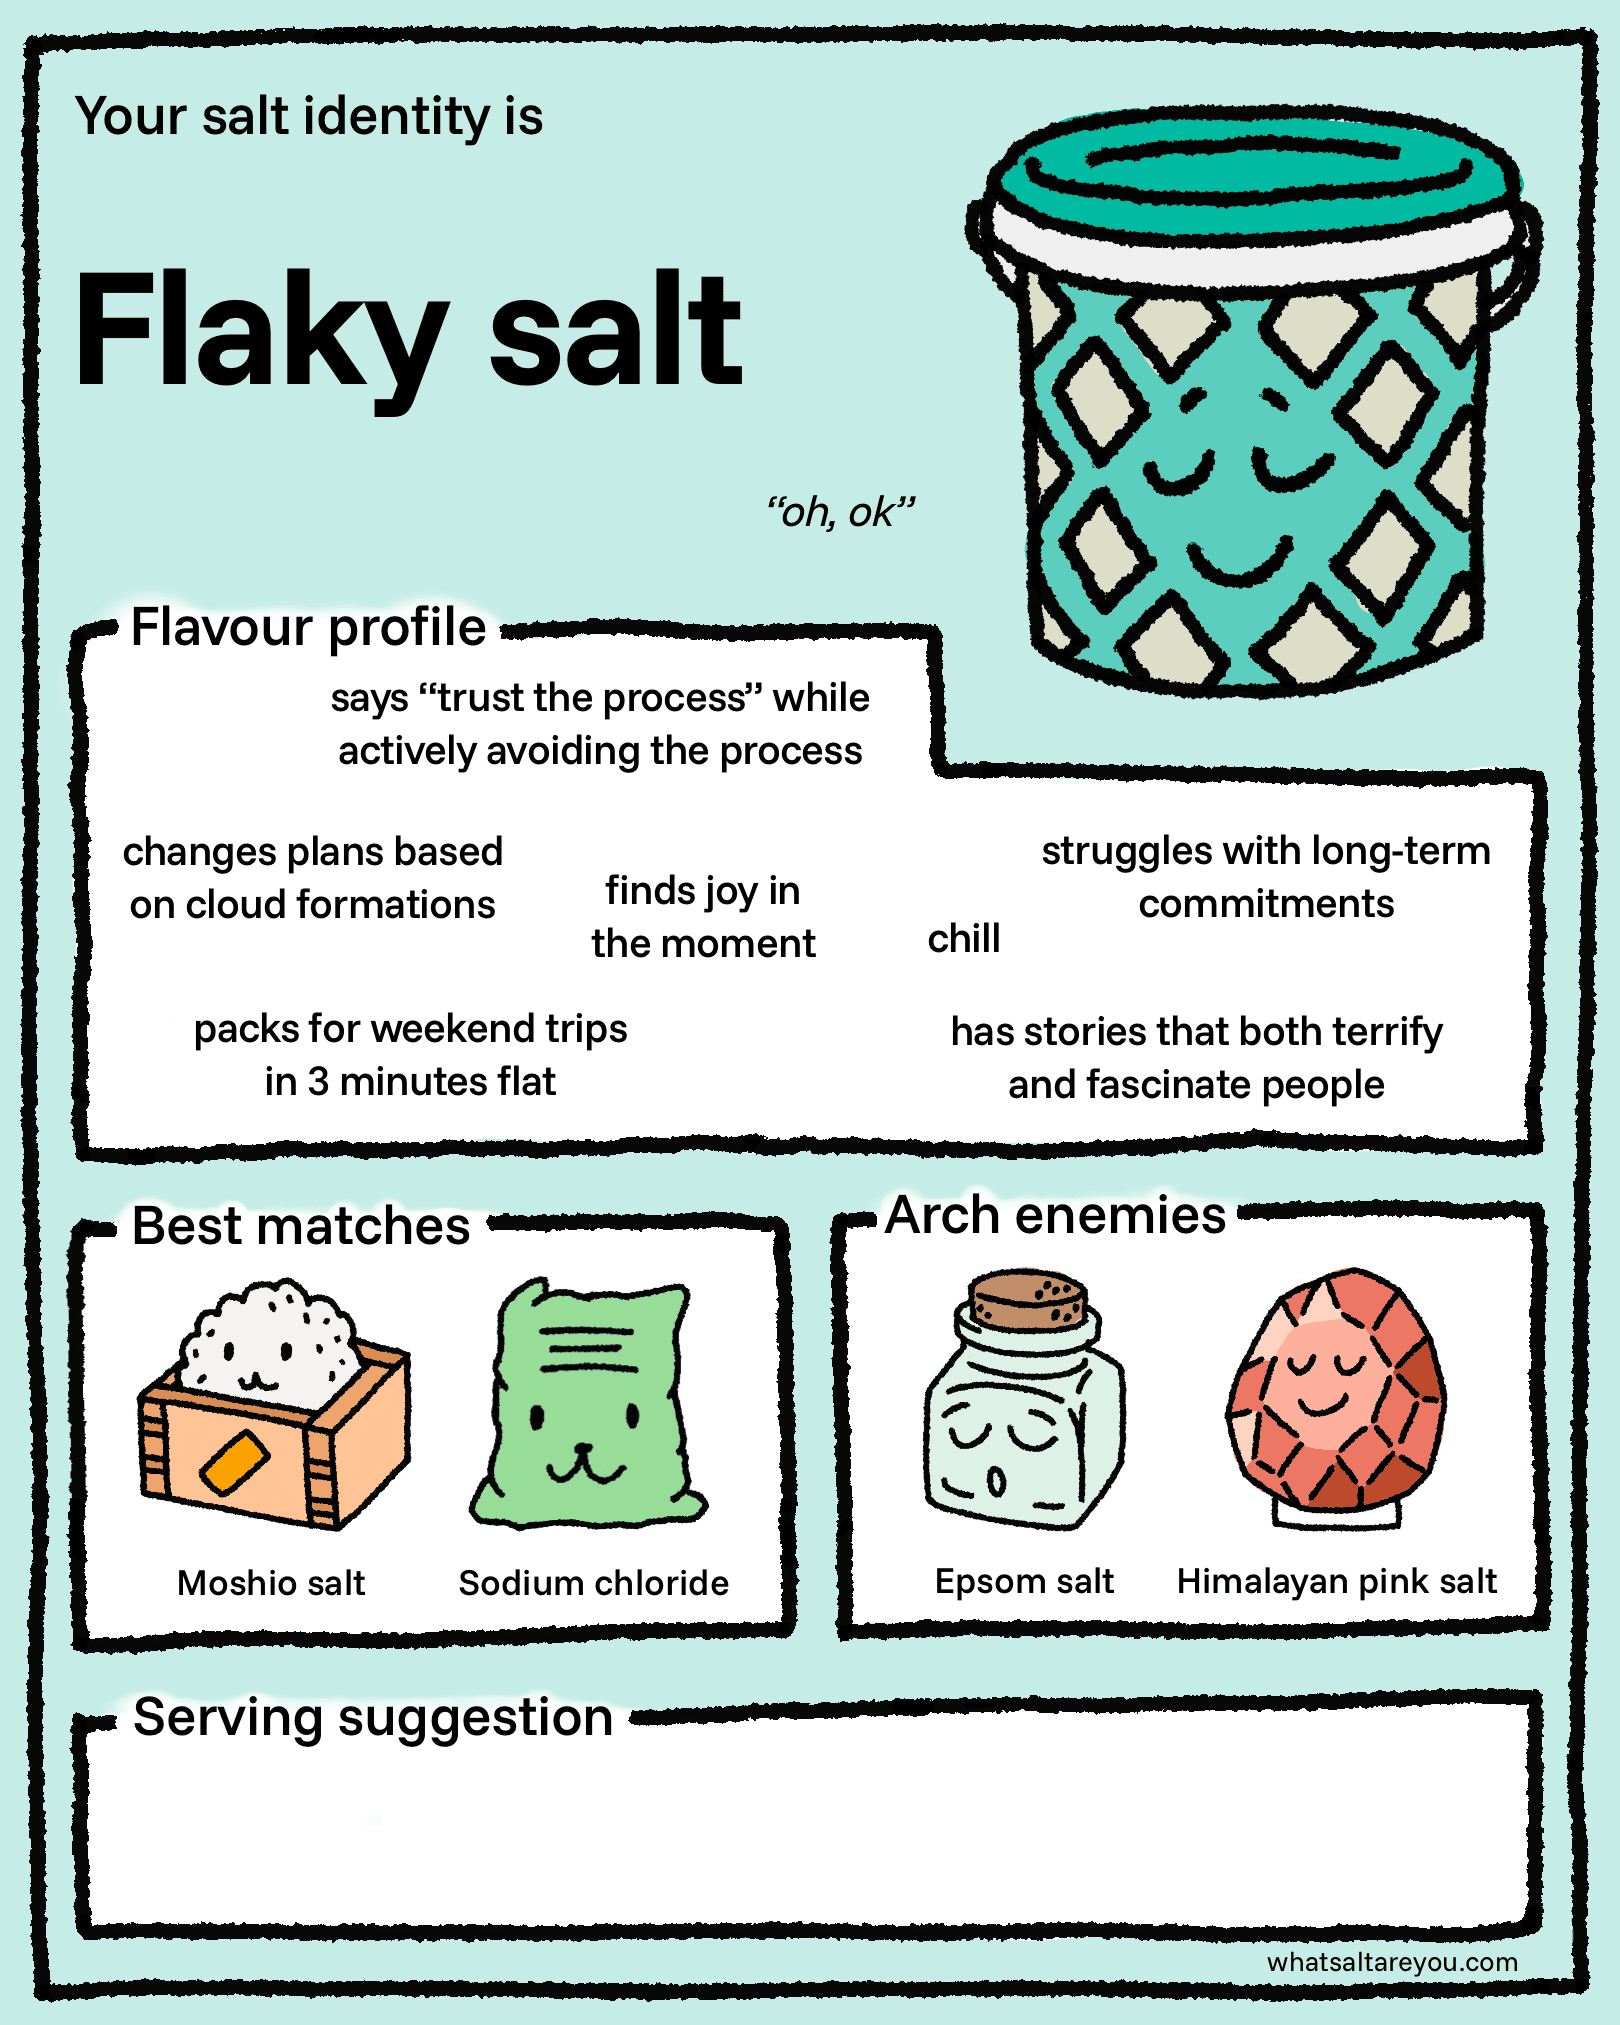 Your salt identity is
Flaky salt
“oh, ok”
Flavour profile
says “trust the process” while
actively avoiding the process
changes plans based
on cloud formations
finds joy in
the moment
chill
struggles with long-term
commitments
packs for weekend trips
in 3 minutes flat
has stories that both terrify
and fascinate people
Best matches
Moshio salt
Sodium chloride
Arch enemies
Epsom salt
Himalayan pink salt
Serving suggestion
whatsaltareyou.com